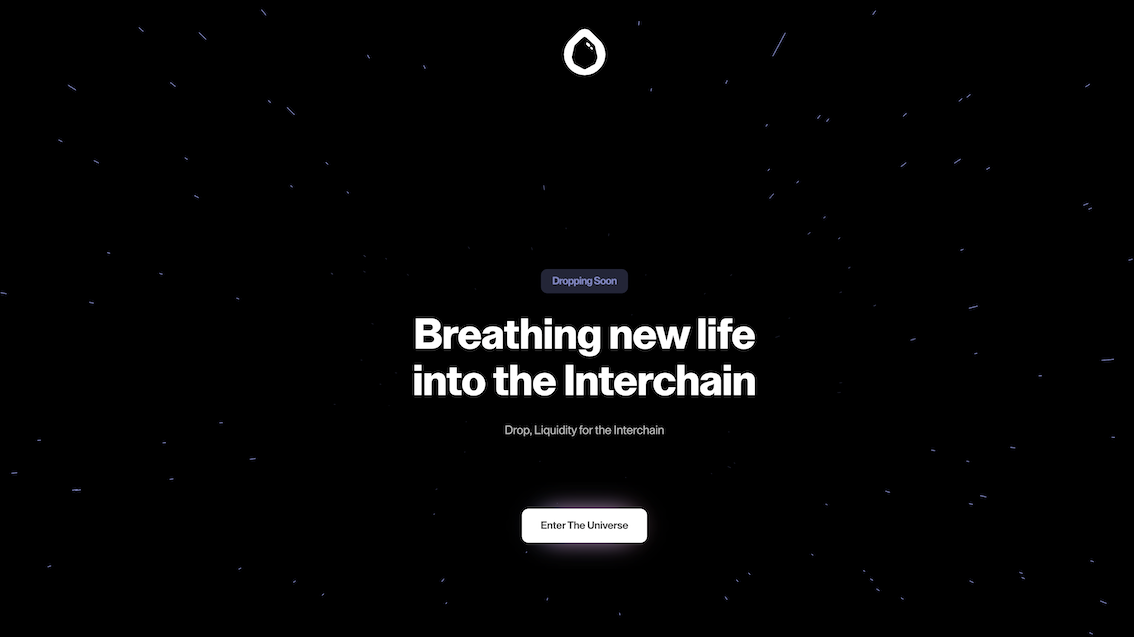 Dropping Soon
Breathing new life
into the Interchain
Drop, Liquidity for the Interchain
Enter The Universe